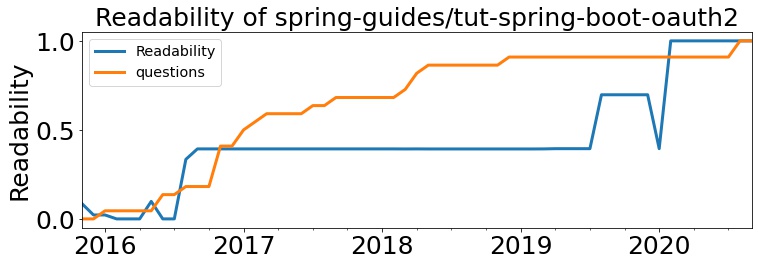 Readability of spring-guides/tut-spring-boot-oauth2
Readability
questions
Readability
1.0
0.5
0.0
2016 2017 2018 2019 2020